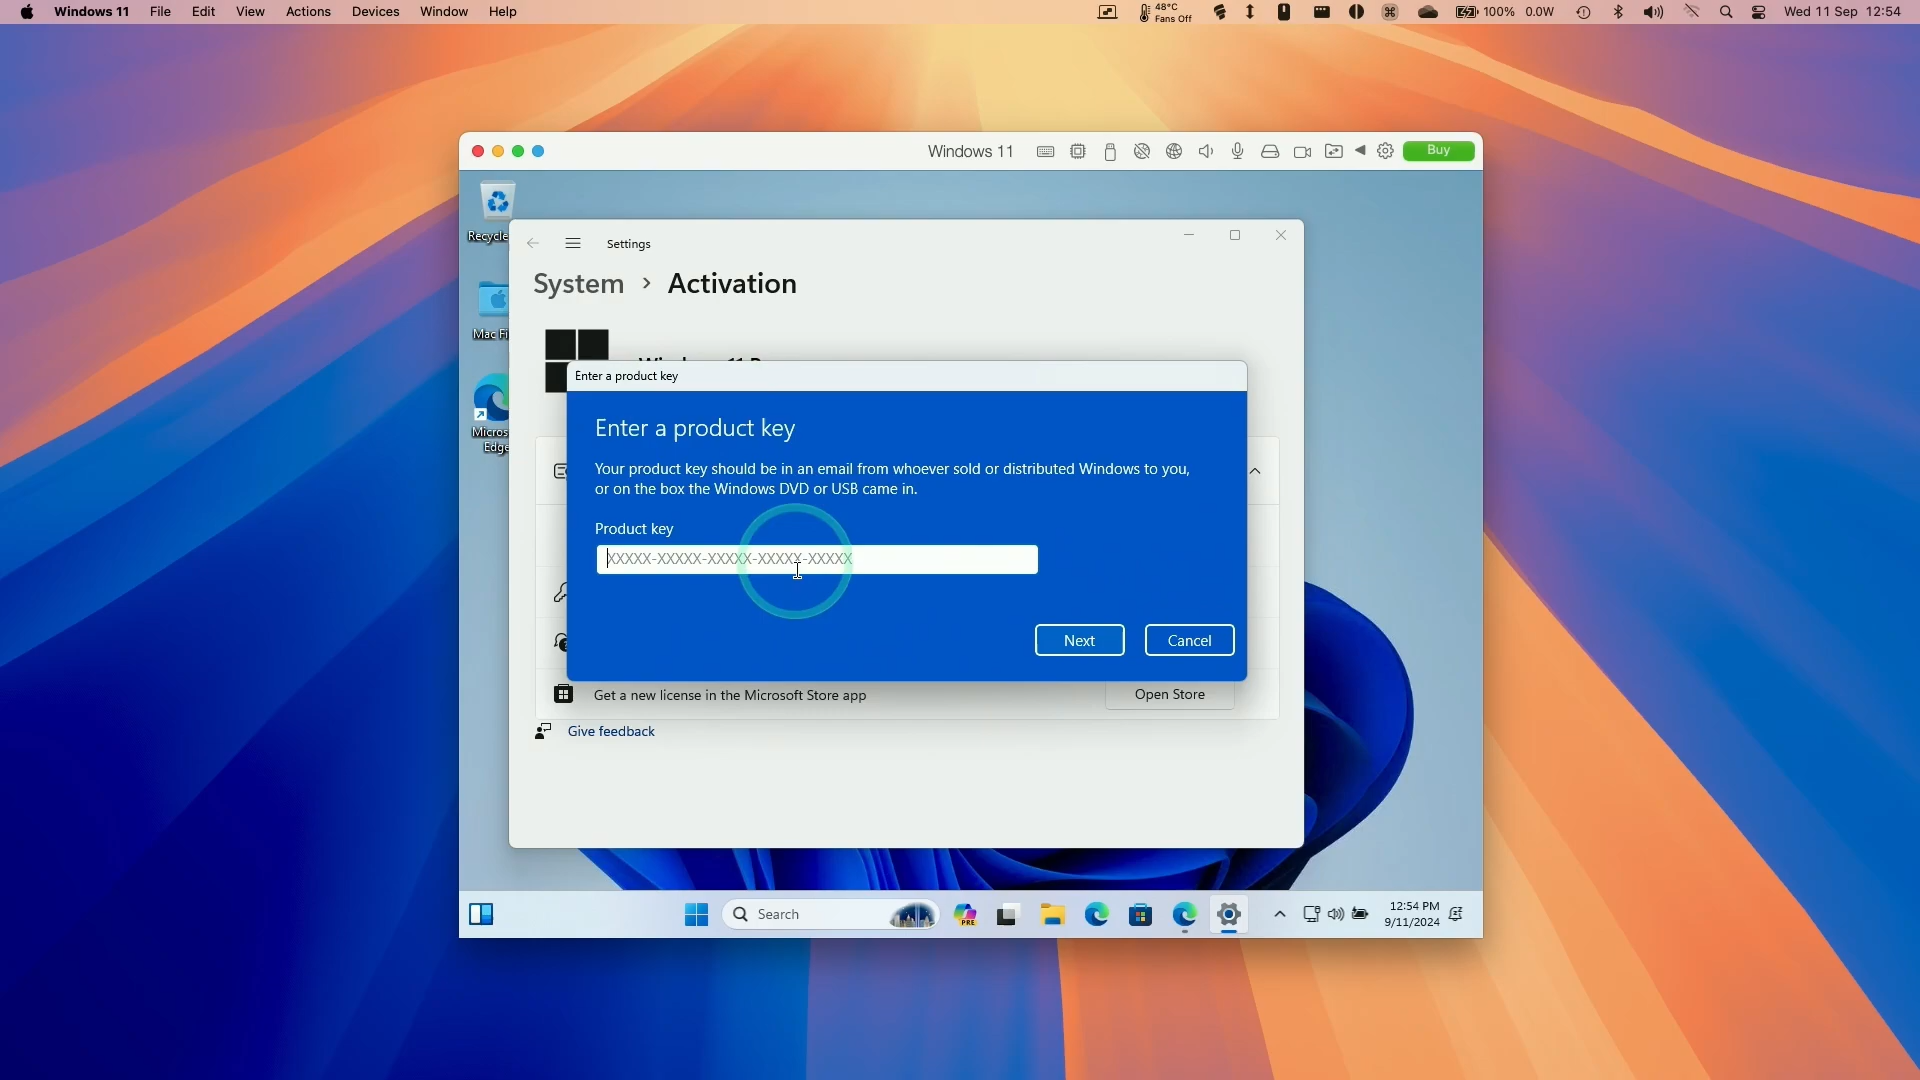 Windows 11 File Edit View Actions Devices Window Help 48°C Fans Off 100% 0.0W Wed 11 Sep 12:54
Windows 11 Buy
Recycle
Settings
System > Activation
Mac Fi
Enter a product key
Enter a product key
Micros
Edge
Your product key should be in an email from whoever sold or distributed Windows to you,
or on the box the Windows DVD or USB came in.
Product key
XXXXX-XXXXX-XXXXX-XXXXX-XXXXX
Next Cancel
Get a new license in the Microsoft Store app Open Store
Give feedback
Search PRE 12:54 PM
9/11/2024